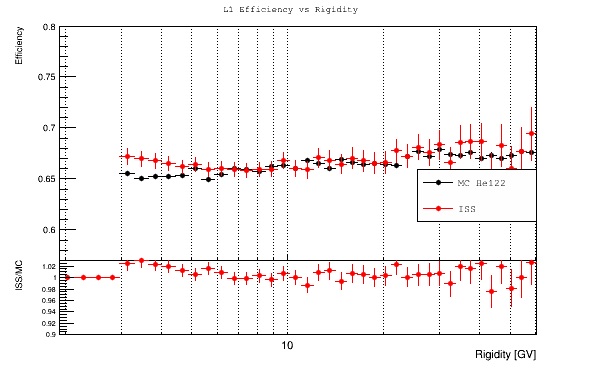 L1 Efficiency vs Rigidity
Efficiency
0.8
0.75
0.7
0.65
0.6
MC He122
ISS
ISS/MC
1.02
1
0.98
0.96
0.94
0.92
0.9
10
Rigidity [GV]